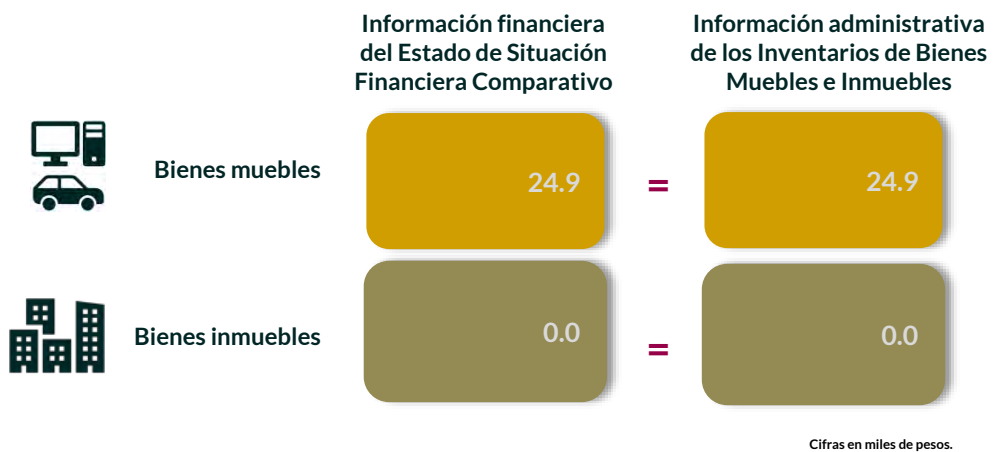 Información financiera
del Estado de Situación
Financiera Comparativo
Información administrativa
de los Inventarios de Bienes
Muebles e Inmuebles
Bienes muebles
24.9
=
24.9
Bienes inmuebles
0.0
=
0.0
Cifras en miles de pesos.